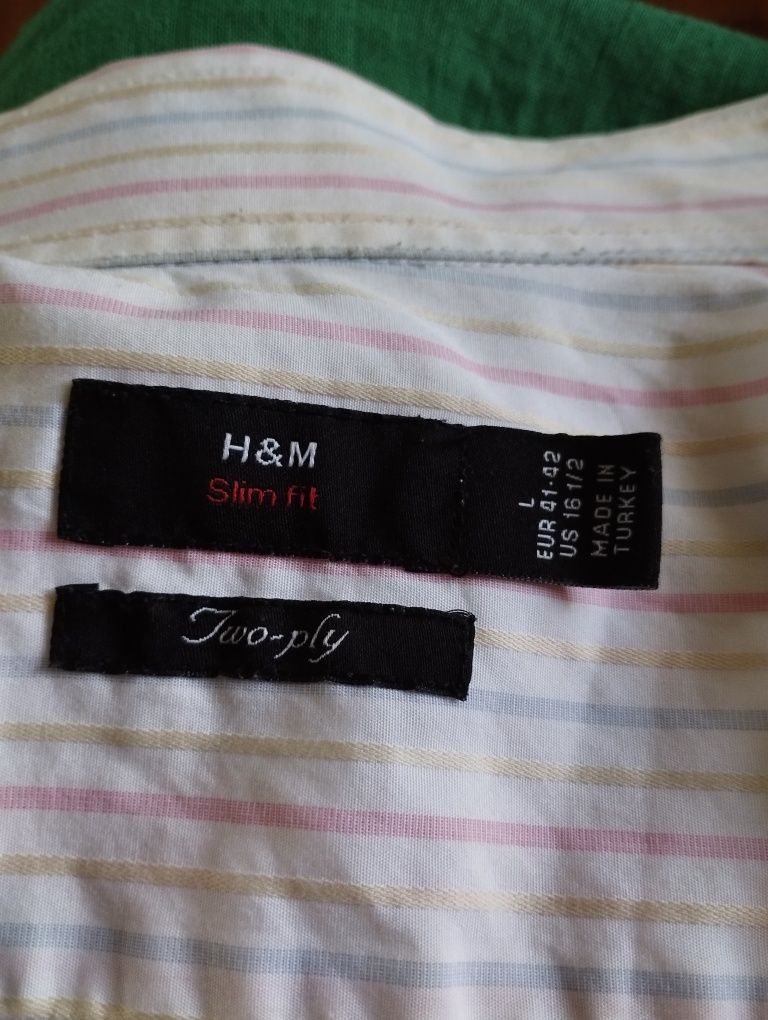 H&M
Slim fit
L
EUR 41-42
US 16 1/2
MADE IN
TURKEY
Two-ply